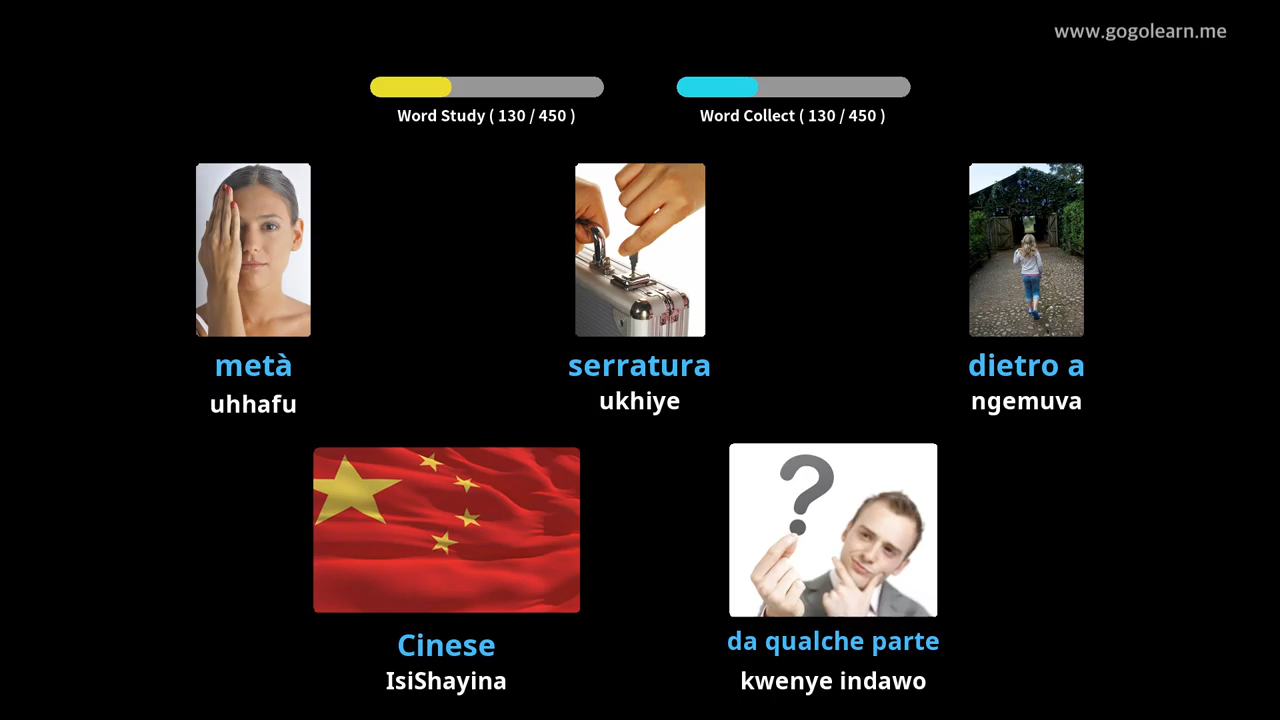 www.gogolearn.me
Word Study ( 130 / 450 )
Word Collect ( 130 / 450 )
metà
uhhafu
serratura
ukhiye
dietro a
ngemuva
Cinese
IsiShayina
da qualche parte
kwenye indawo